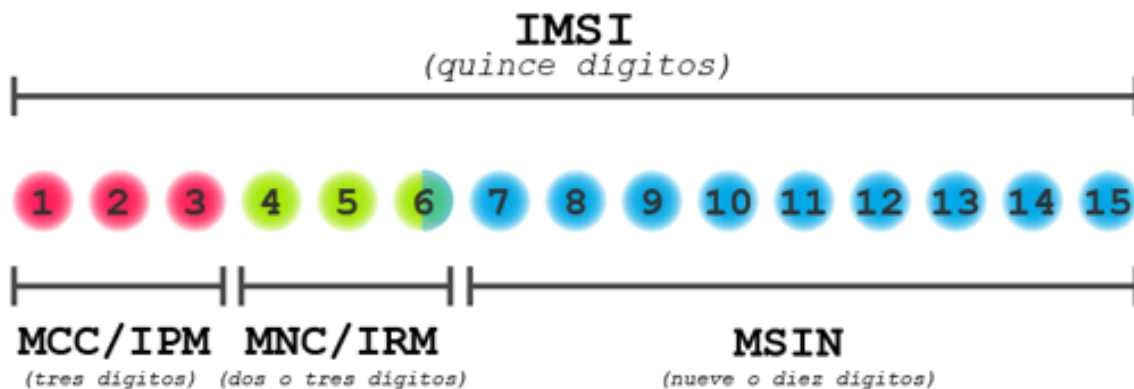 IMSI
(quince dígitos)
1 2 3 4 5 6 7 8 9 10 11 12 13 14 15
MCC/IPM MNC/IRM MSIN
(tres dígitos) (dos o tres dígitos) (nueve o diez dígitos)